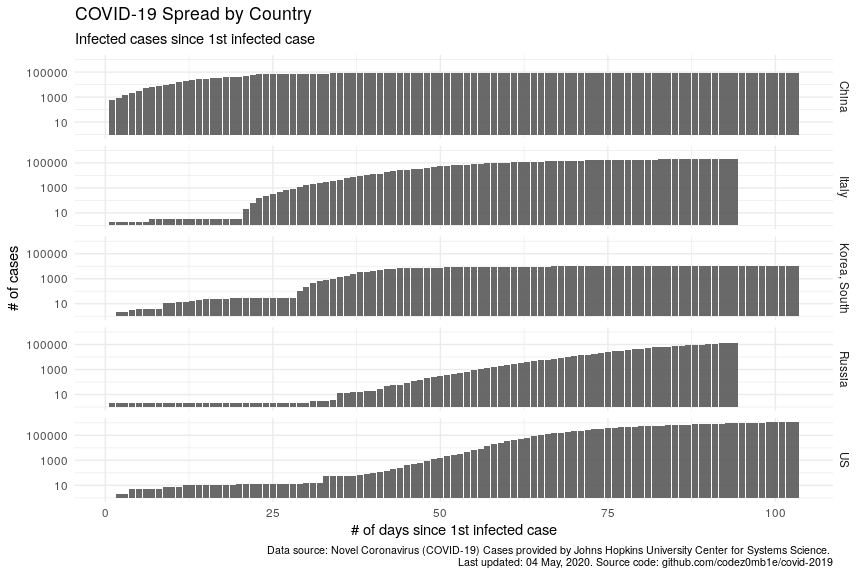 COVID-19 Spread by Country
Infected cases since 1st infected case
# of cases
100000
1000
10
China
100000
1000
10
Italy
100000
1000
10
Korea, South
100000
1000
10
Russia
100000
1000
10
US
0 25 50 75 100
# of days since 1st infected case
Data source: Novel Coronavirus (COVID-19) Cases provided by Johns Hopkins University Center for Systems Science.
Last updated: 04 May, 2020. Source code: github.com/codez0mb1e/covid-2019